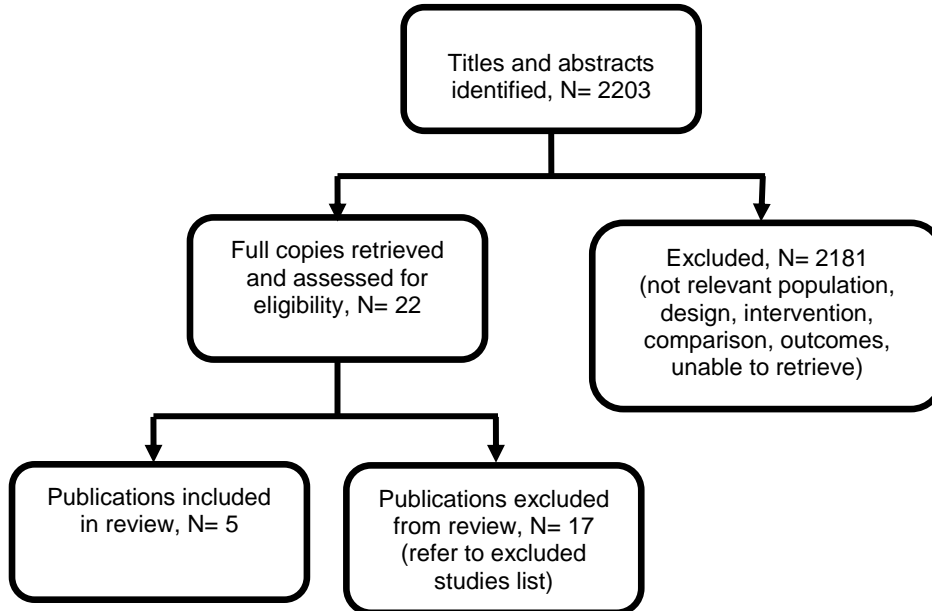 Titles and abstracts
identified, N= 2203
Full copies retrieved
and assessed for
eligibility, N= 22
Excluded, N= 2181
(not relevant population,
design, intervention,
comparison, outcomes,
unable to retrieve)
Publications included
in review, N= 5
Publications excluded
from review, N= 17
(refer to excluded
studies list)